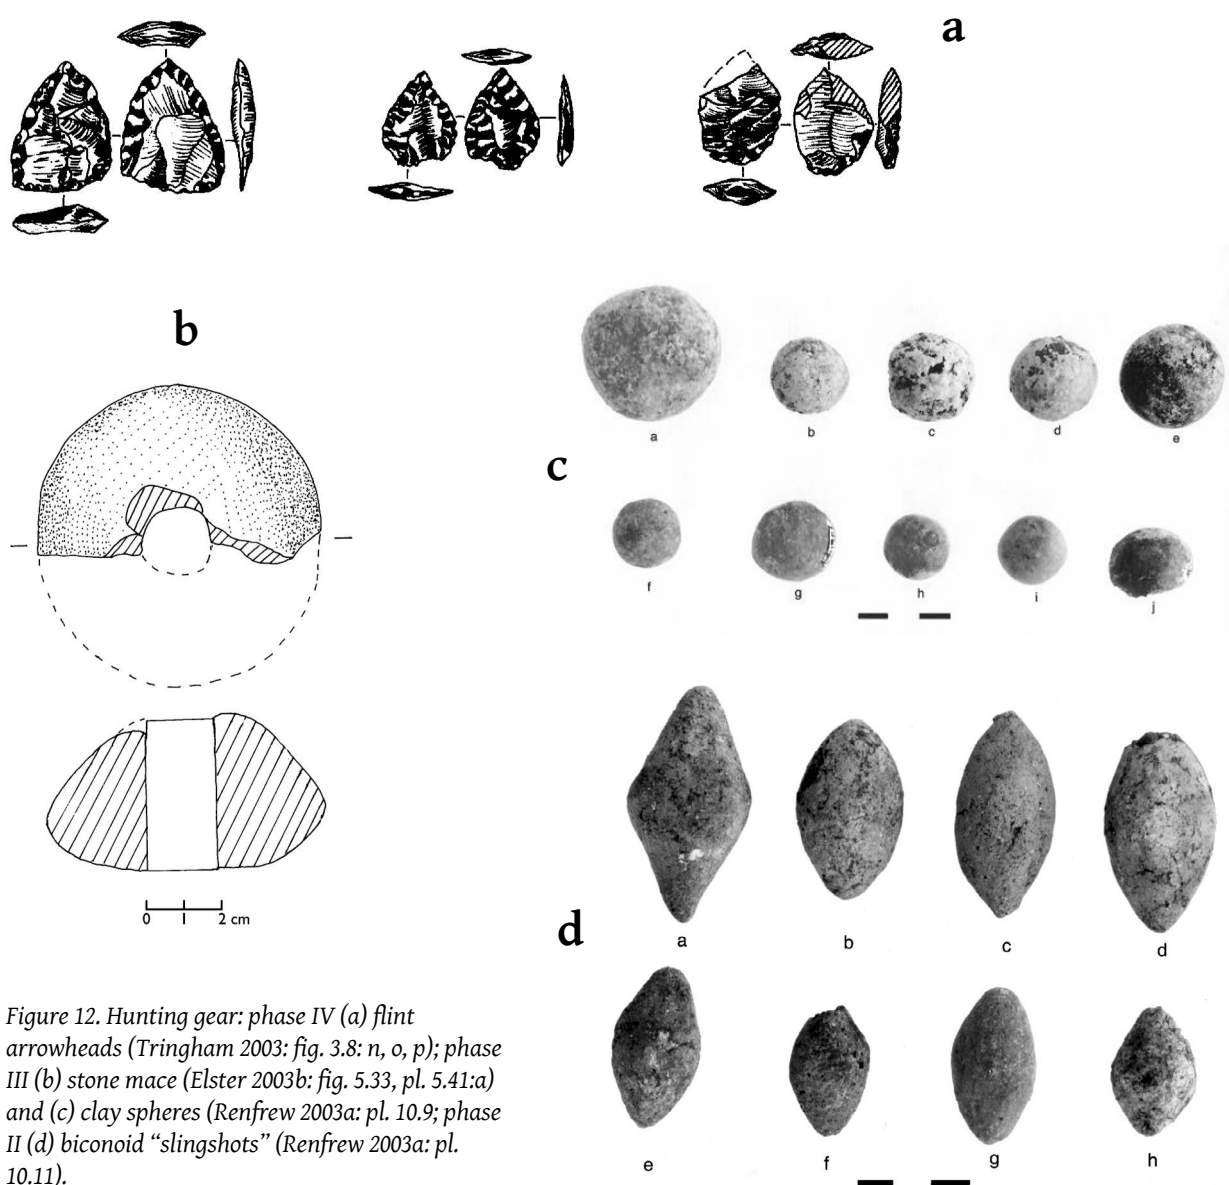 a
b
c
a b c d e
f g h i j
0 1 2 cm
d
a b c d
e f g h
Figure 12. Hunting gear: phase IV (a) flint
arrowheads (Tringham 2003: fig. 3.8: n, o, p); phase
III (b) stone mace (Elster 2003b: fig. 5.33, pl. 5.41:a)
and (c) clay spheres (Renfrew 2003a: pl. 10.9; phase
II (d) biconoid “slingshots” (Renfrew 2003a: pl.
10.11).